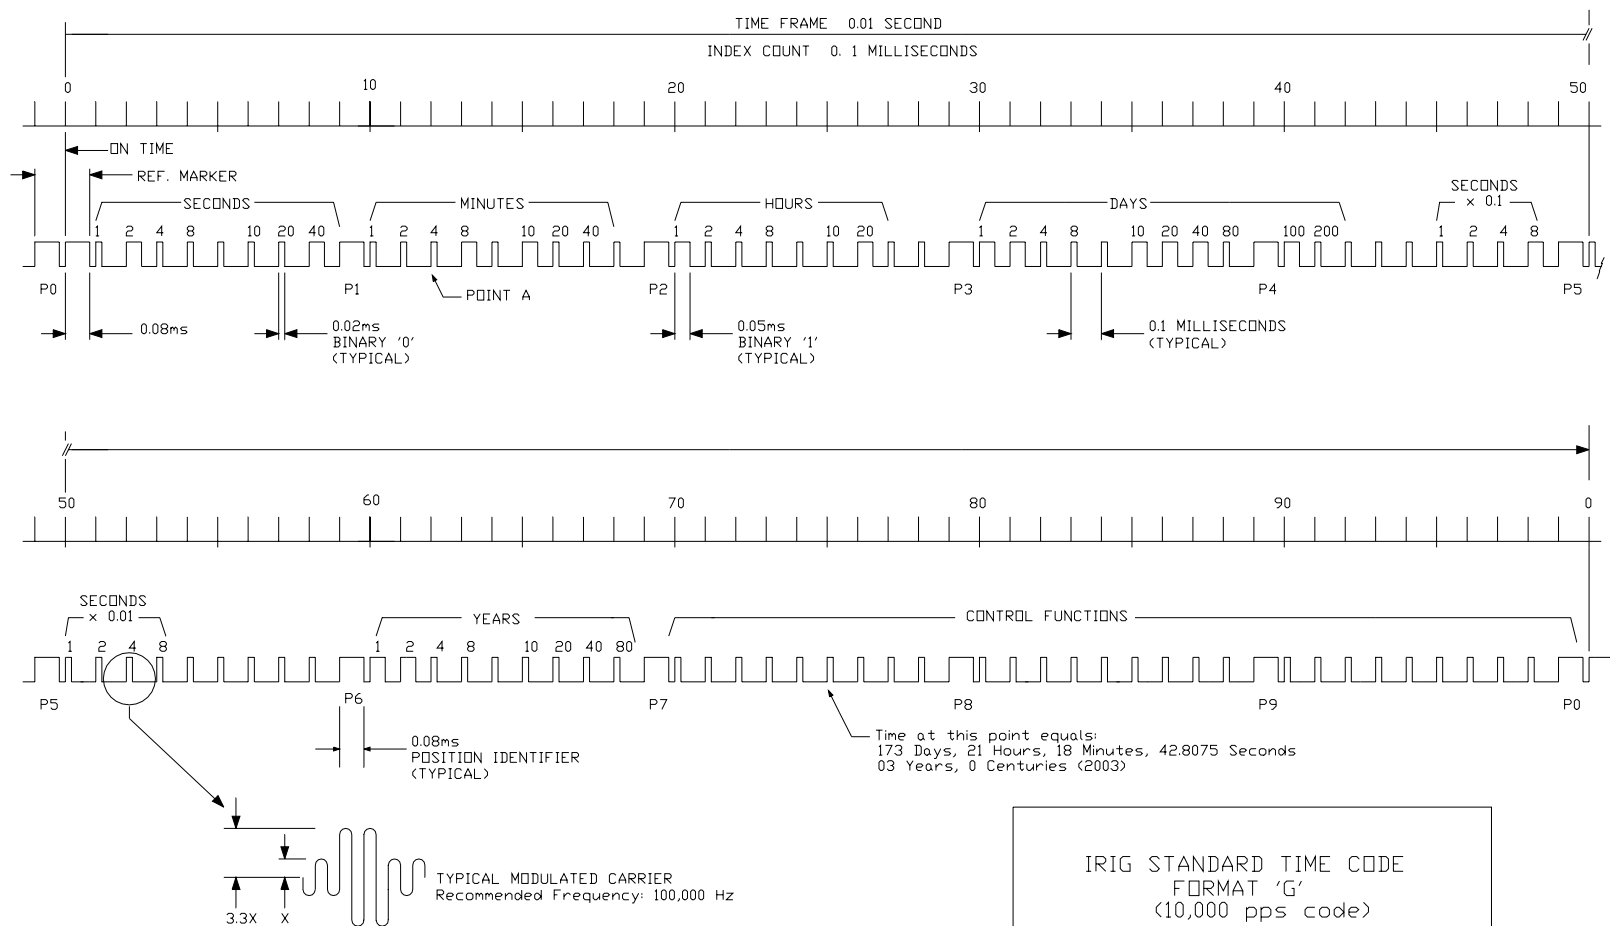 TIME FRAME 0.01 SECOND
INDEX COUNT 0. 1 MILLISECONDS
0 10 20 30 40 50
ON TIME
REF. MARKER
SECONDS MINUTES HOURS DAYS SECONDS
x 0.1
1 2 4 8 10 20 40 1 2 4 8 10 20 40 1 2 4 8 10 20 1 2 4 8 10 20 40 80 100 200 1 2 4 8
P0 P1 P2 P3 P4 P5
POINT A
0.08ms
0.02ms
BINARY '0'
(TYPICAL)
0.05ms
BINARY '1'
(TYPICAL)
0.1 MILLISECONDS
(TYPICAL)
50 60 70 80 90 0
SECONDS
x 0.01
YEARS
CONTROL FUNCTIONS
1 2 4 8 1 2 4 8 10 20 40 80
P5 P6 P7 P8 P9 P0
0.08ms
POSITION IDENTIFIER
(TYPICAL)
Time at this point equals:
173 Days, 21 Hours, 18 Minutes, 42.8075 Seconds
03 Years, 0 Centuries (2003)
TYPICAL MODULATED CARRIER
Recommended Frequency: 100,000 Hz
3.3X X
IRIG STANDARD TIME CODE
FORMAT 'G'
(10,000 pps code)